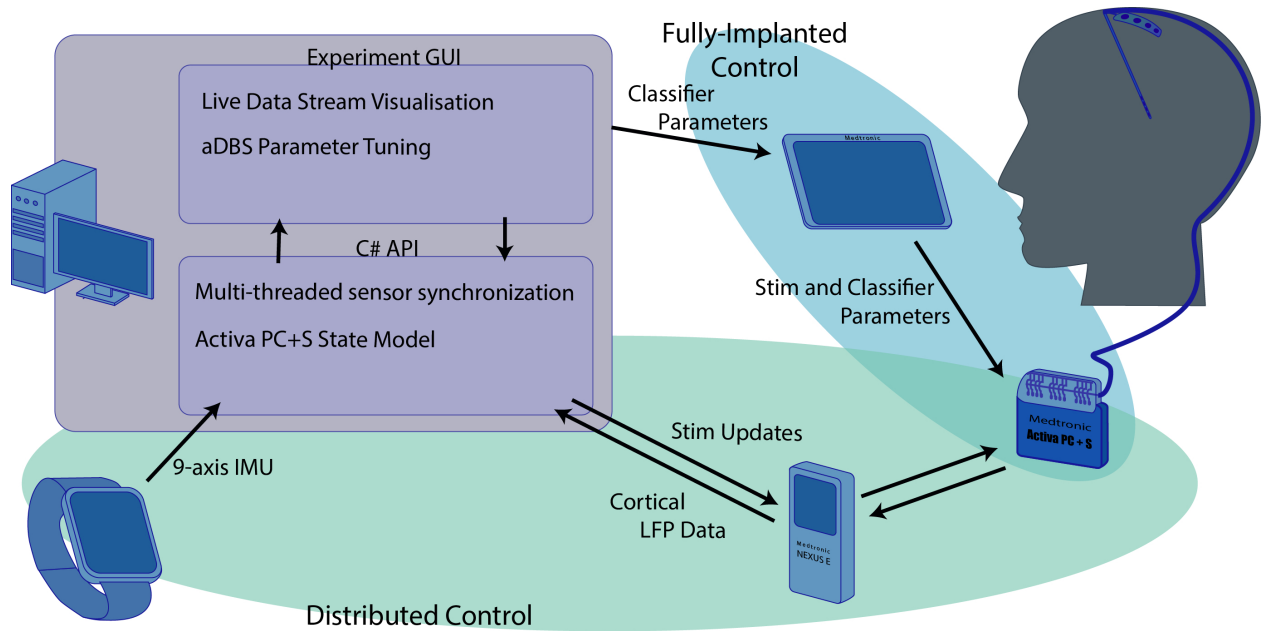 Fully-Implanted
Control
Experiment GUI
Live Data Stream Visualisation
aDBS Parameter Tuning
Classifier
Parameters
Medtronic
C# API
Multi-threaded sensor synchronization
Activa PC+S State Model
Stim and Classifier
Parameters
9-axis IMU
Stim Updates
Cortical
LFP Data
Medtronic
Activa PC + S
Medtronic
NEXUS E
Distributed Control